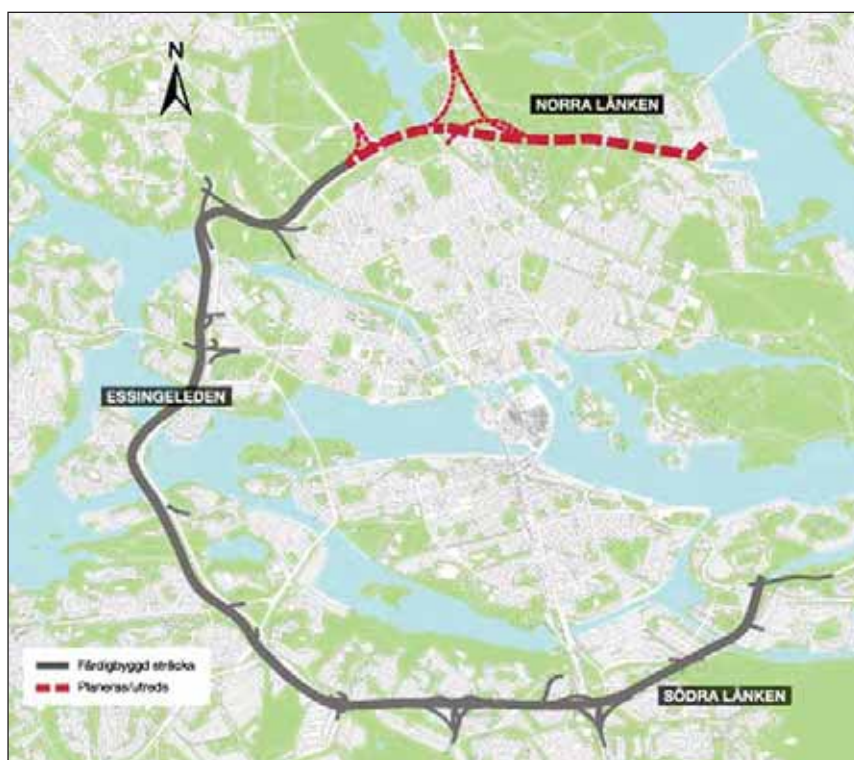 N
NORRA LÄNKEN
ESSINGELEDEN
Färdigbyggd sträcka
Planeras/utreds
SÖDRA LÄNKEN